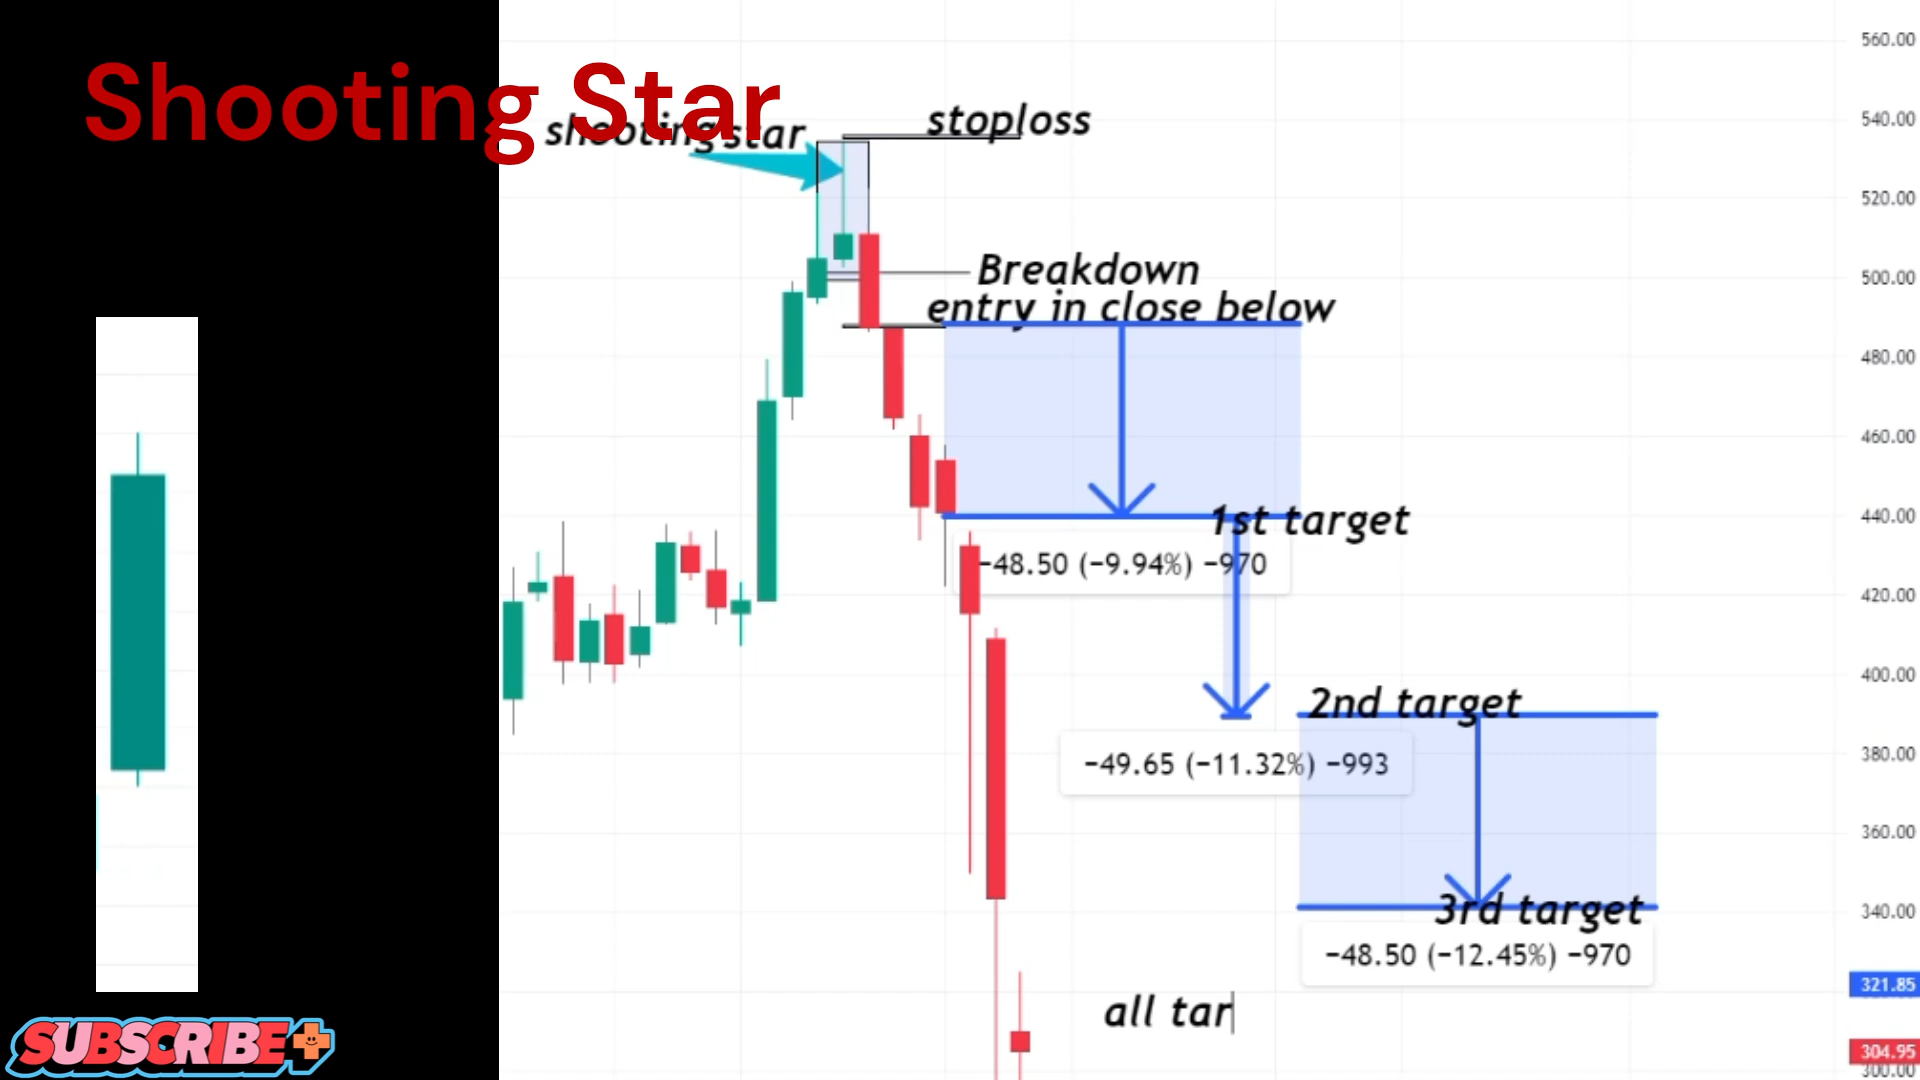 Shooting Star
shooting star
stoploss
Breakdown
entry in close below
1st target
−48.50 (−9.94%) −970
2nd target
−49.65 (−11.32%) −993
3rd target
−48.50 (−12.45%) −970
all tar
560.00
540.00
520.00
500.00
480.00
460.00
440.00
420.00
400.00
380.00
360.00
340.00
321.85
304.95
300.00
SUBSCRIBE